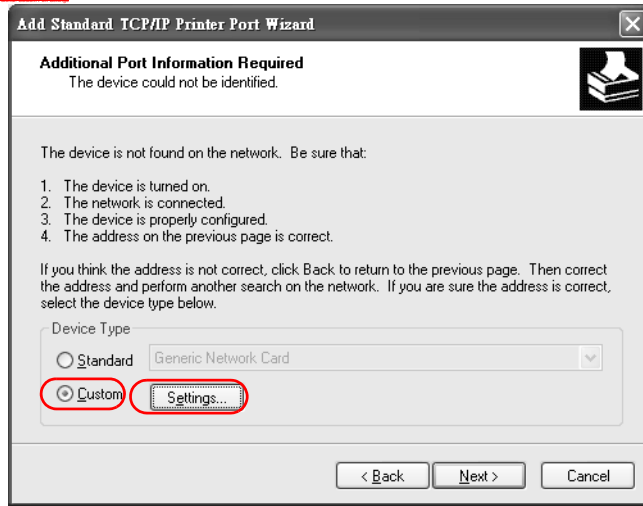 Add Standard TCP/IP Printer Port Wizard
Additional Port Information Required
The device could not be identified.
The device is not found on the network. Be sure that:
1. The device is turned on.
2. The network is connected.
3. The device is properly configured.
4. The address on the previous page is correct.
If you think the address is not correct, click Back to return to the previous page. Then correct
the address and perform another search on the network. If you are sure the address is correct,
select the device type below.
Device Type
Standard Generic Network Card
Custom Settings...
< Back Next > Cancel